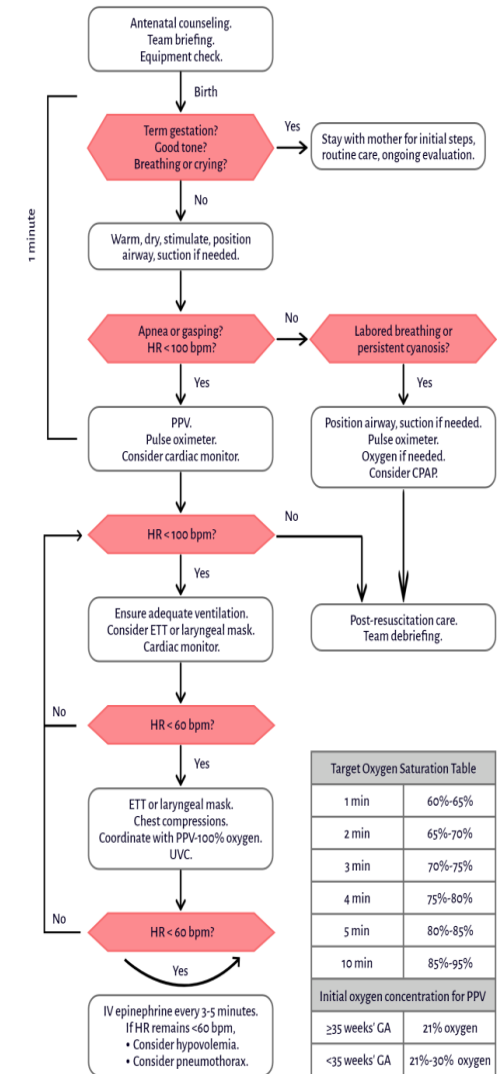 Antenatal counseling.
Team briefing.
Equipment check.
Birth
1 minute
Term gestation?
Good tone?
Breathing or crying?
Yes
Stay with mother for initial steps,
routine care, ongoing evaluation.
No
Warm, dry, stimulate, position
airway, suction if needed.
Apnea or gasping?
HR < 100 bpm?
No
Labored breathing or
persistent cyanosis?
Yes
Yes
PPV.
Pulse oximeter.
Consider cardiac monitor.
Position airway, suction if needed.
Pulse oximeter.
Oxygen if needed.
Consider CPAP.
HR < 100 bpm?
No
Yes
Ensure adequate ventilation.
Consider ETT or laryngeal mask.
Cardiac monitor.
Post-resuscitation care.
Team debriefing.
No
HR < 60 bpm?
Yes
ETT or laryngeal mask.
Chest compressions.
Coordinate with PPV-100% oxygen.
UVC.
No
HR < 60 bpm?
Yes
IV epinephrine every 3-5 minutes.
If HR remains <60 bpm,
• Consider hypovolemia.
• Consider pneumothorax.
Target Oxygen Saturation Table
1 min 60%-65%
2 min 65%-70%
3 min 70%-75%
4 min 75%-80%
5 min 80%-85%
10 min 85%-95%
Initial oxygen concentration for PPV
≥35 weeks' GA 21% oxygen
<35 weeks' GA 21%-30% oxygen